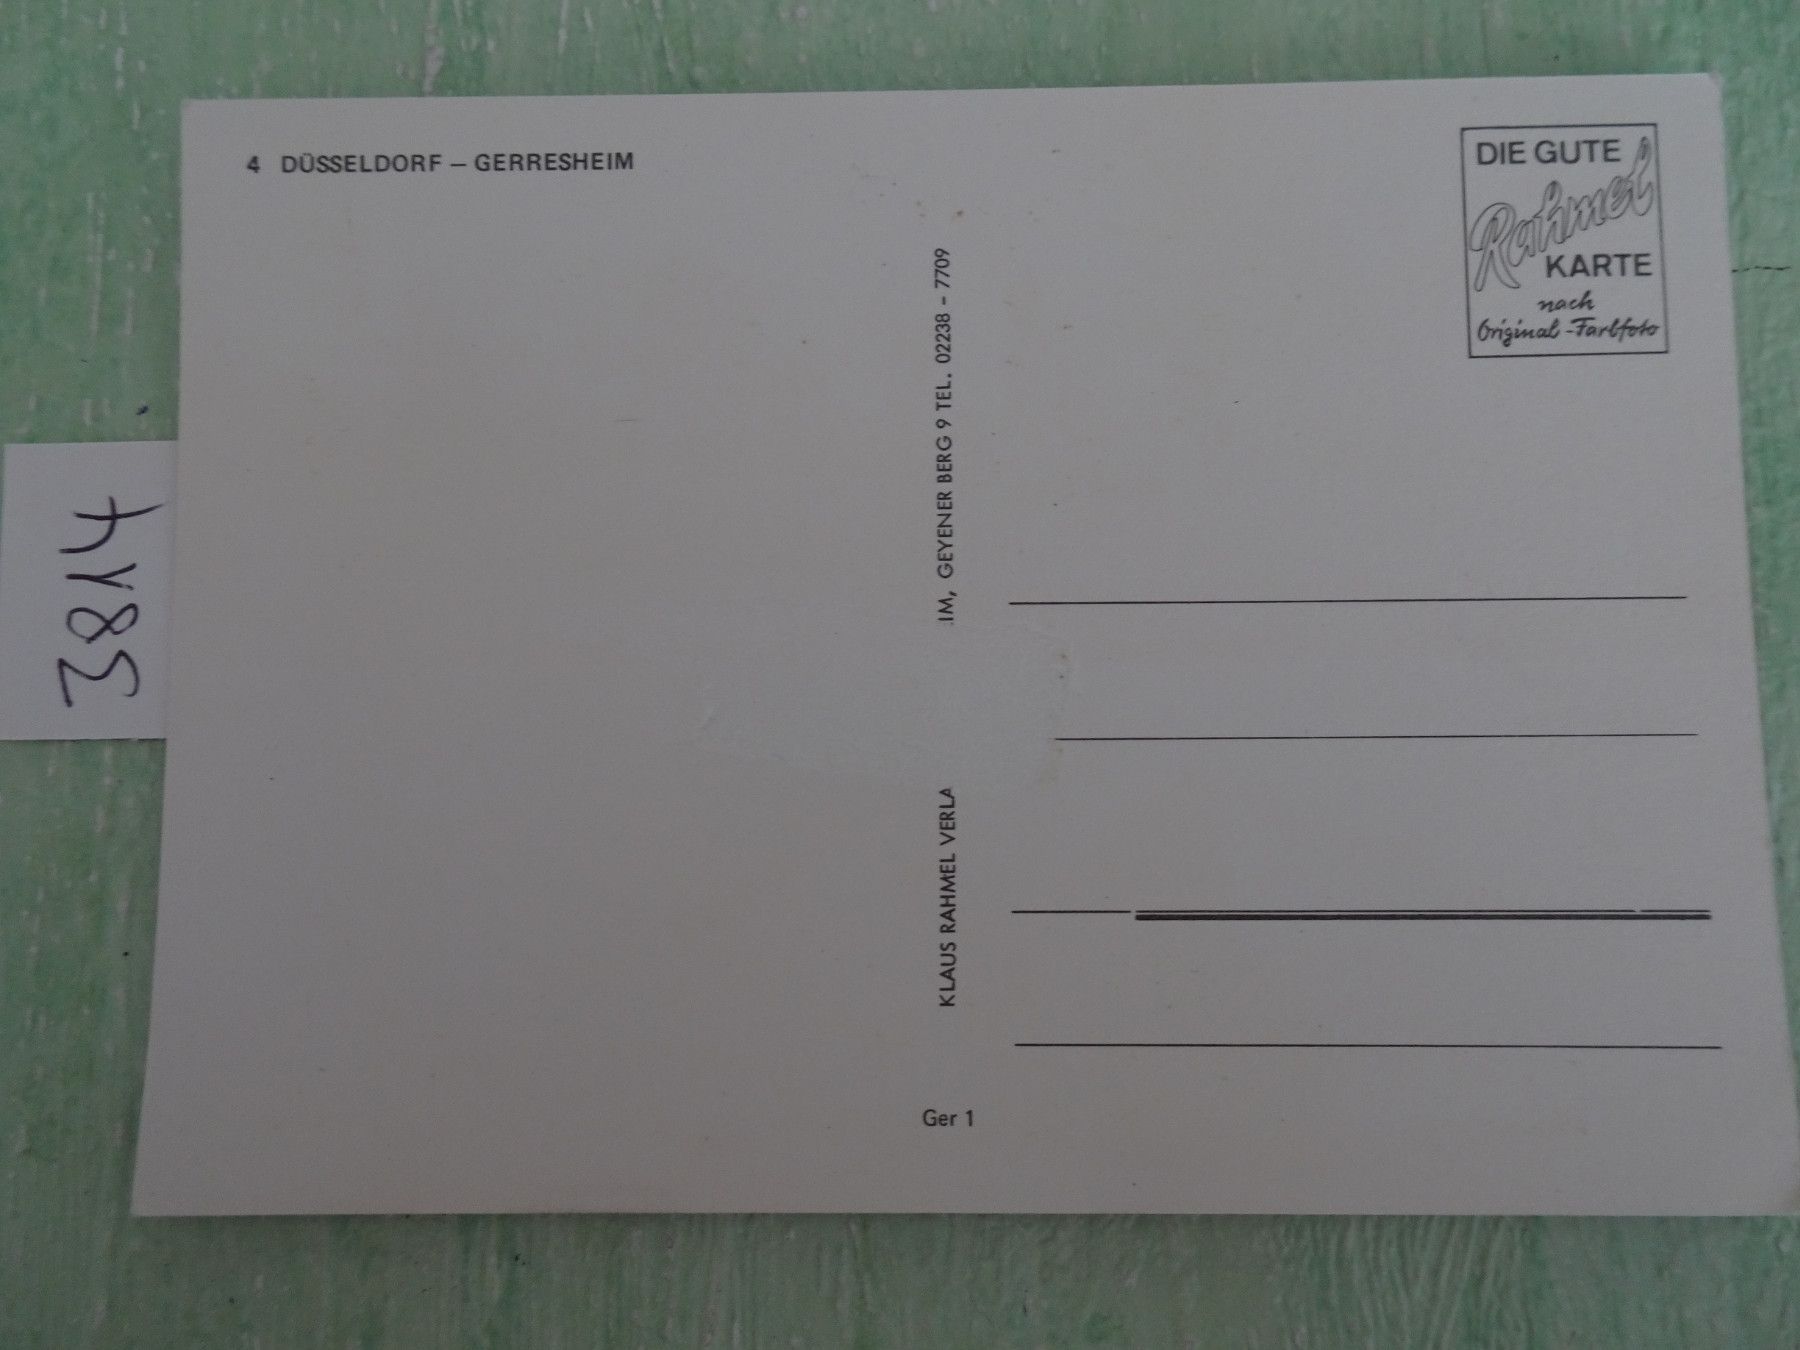 4 DÜSSELDORF – GERRESHEIM
DIE GUTE
Rahmel
KARTE
nach
Original-Farbfoto
KLAUS RAHMEL VERLA
IM, GEYENER BERG 9 TEL. 02238 – 7709
Ger 1
3814